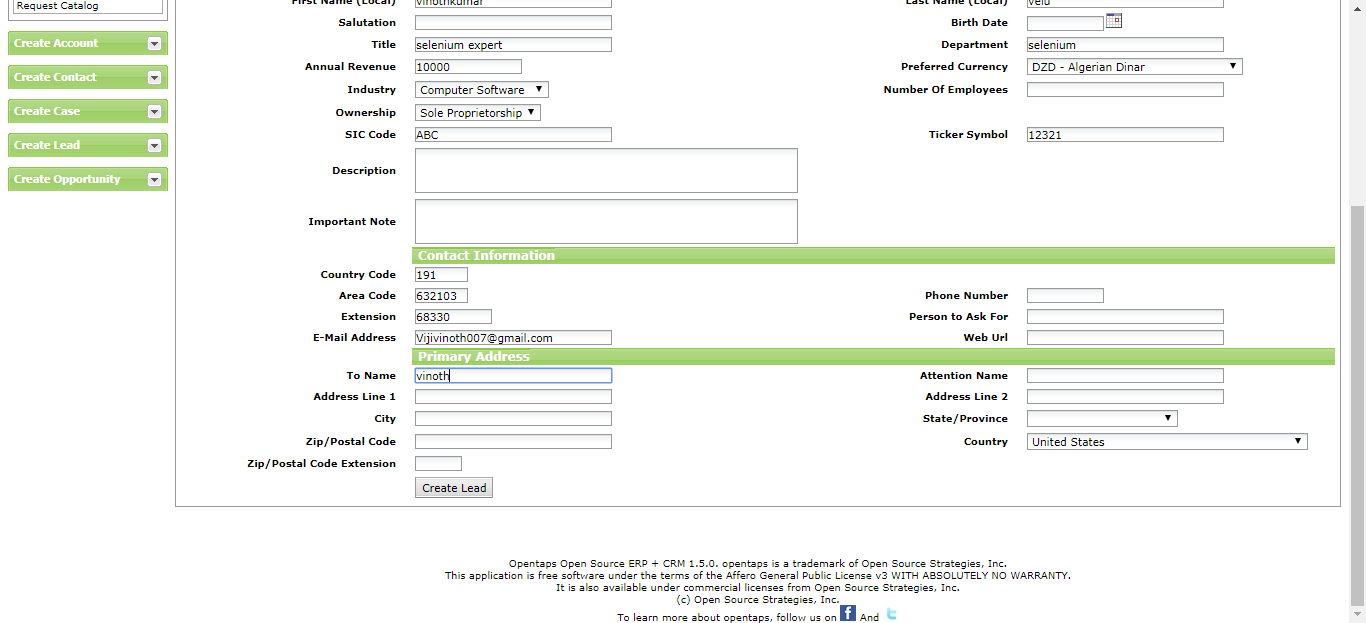 Request Catalog
Create Account
Create Contact
Create Case
Create Lead
Create Opportunity
First Name (Local) vinothkumar Last Name (Local) velu
Salutation Birth Date
Title selenium expert Department selenium
Annual Revenue 10000 Preferred Currency DZD - Algerian Dinar
Industry Computer Software Number Of Employees
Ownership Sole Proprietorship
SIC Code ABC Ticker Symbol 12321
Description
Important Note
Contact Information
Country Code 191
Area Code 632103 Phone Number
Extension 68330 Person to Ask For
E-Mail Address Vijivinoth007@gmail.com Web Url
Primary Address
To Name vinoth Attention Name
Address Line 1 Address Line 2
City State/Province
Zip/Postal Code Country United States
Zip/Postal Code Extension
Create Lead
Opentaps Open Source ERP + CRM 1.5.0. opentaps is a trademark of Open Source Strategies, Inc.
This application is free software under the terms of the Affero General Public License v3 WITH ABSOLUTELY NO WARRANTY.
It is also available under commercial licenses from Open Source Strategies, Inc.
(c) Open Source Strategies, Inc.
To learn more about opentaps, follow us on f And t